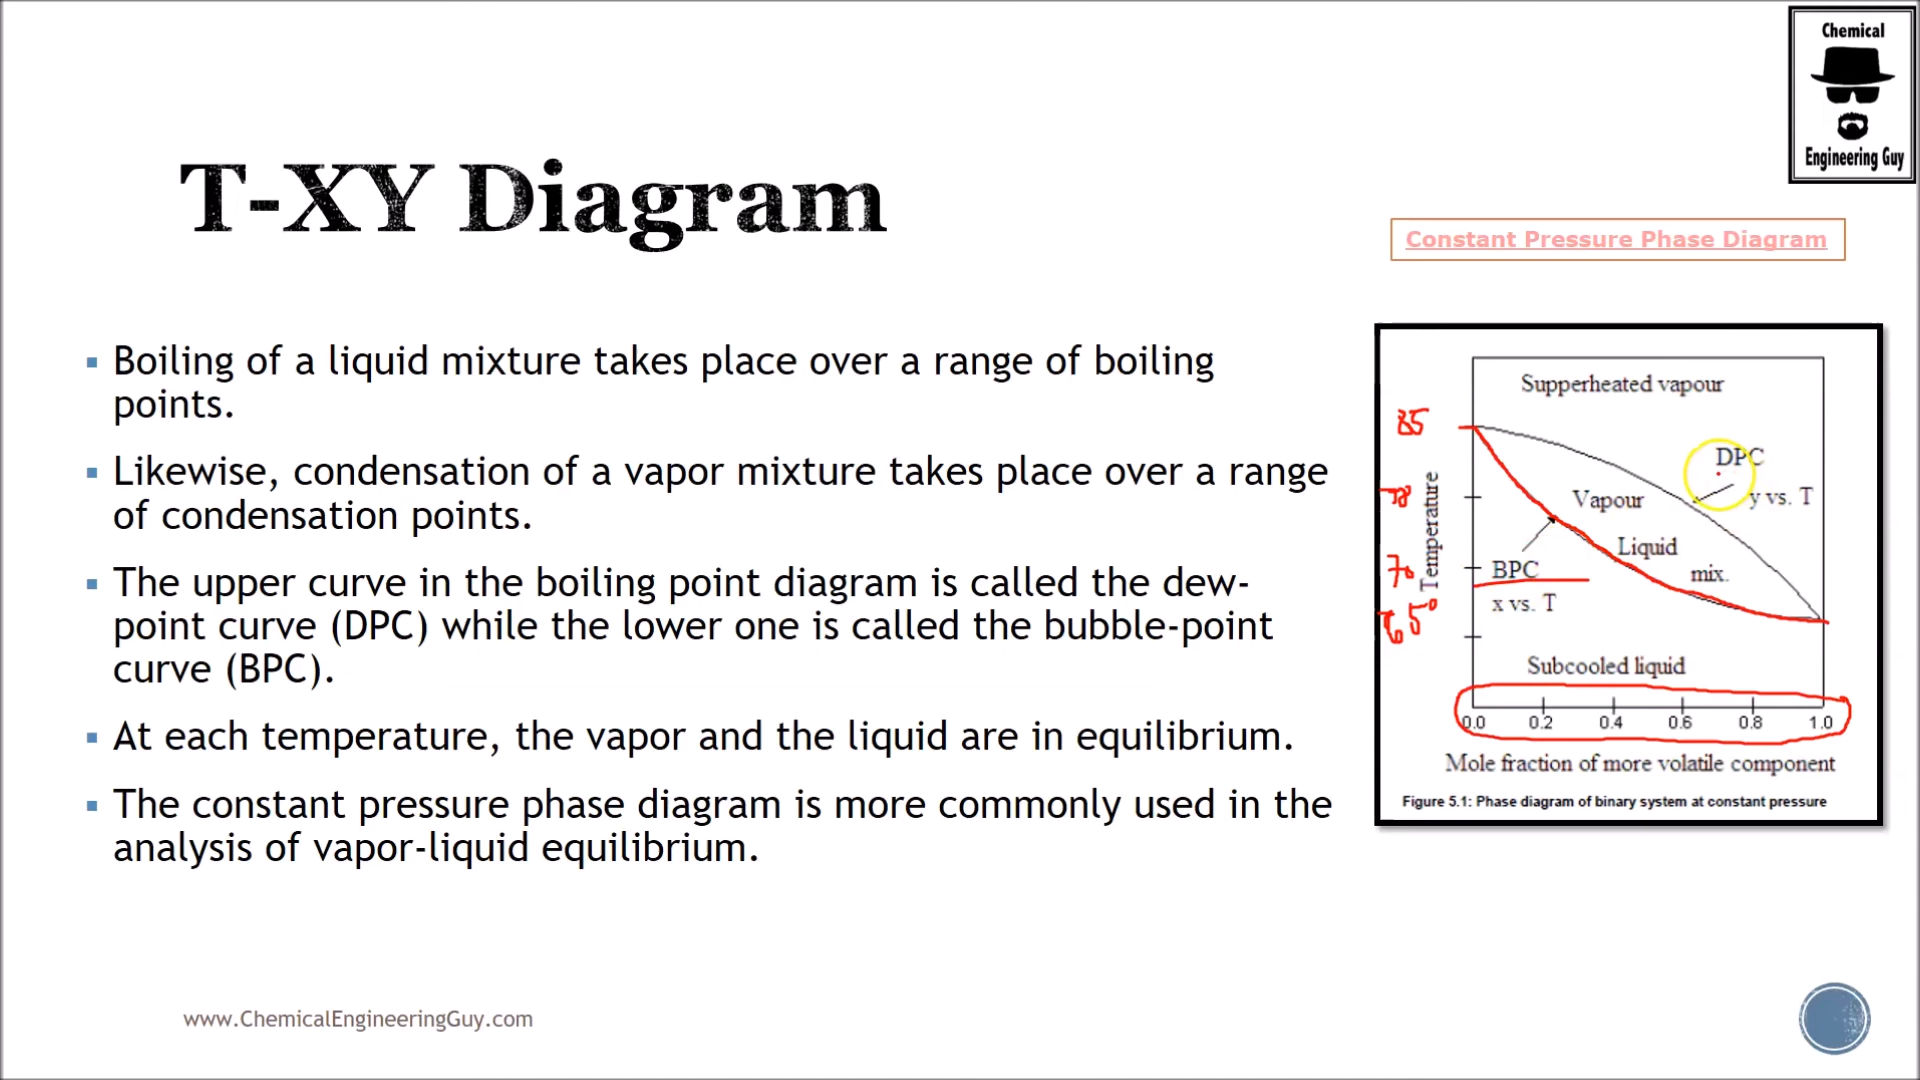 Chemical
Engineering Guy
T-XY Diagram
Constant Pressure Phase Diagram
Boiling of a liquid mixture takes place over a range of boiling
points.
Likewise, condensation of a vapor mixture takes place over a range
of condensation points.
The upper curve in the boiling point diagram is called the dew-
point curve (DPC) while the lower one is called the bubble-point
curve (BPC).
At each temperature, the vapor and the liquid are in equilibrium.
The constant pressure phase diagram is more commonly used in the
analysis of vapor-liquid equilibrium.
Supperheated vapour
85
DPC
y vs. T
Vapour
Liquid
mix.
Temperature
70
BPC
x vs. T
65°
Subcooled liquid
0.0 0.2 0.4 0.6 0.8 1.0
Mole fraction of more volatile component
Figure 5.1: Phase diagram of binary system at constant pressure
www.ChemicalEngineeringGuy.com